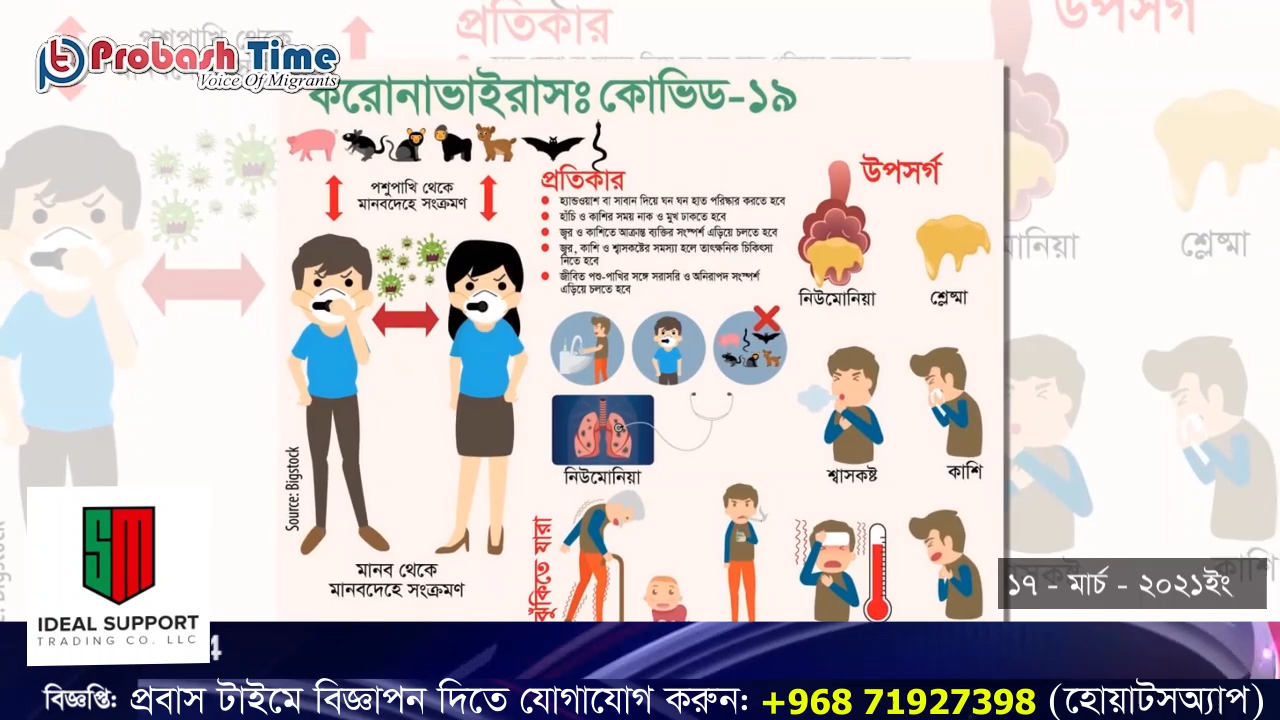 Probash Time
Voice Of Migrants
প্রতিকার
উপসর্গ
করোনাভাইরাসঃ কোভিড-১৯
পশুপাখি থেকে
মানবদেহে সংক্রমণ
প্রতিকার
হ্যান্ডওয়াশ বা সাবান দিয়ে ঘন ঘন হাত পরিস্কার করতে হবে
হাঁচি ও কাশির সময় নাক ও মুখ ঢাকতে হবে
জ্বর ও কাশিতে আক্রান্ত ব্যক্তির সংস্পর্শ এড়িয়ে চলতে হবে
জ্বর, কাশি ও শ্বাসকষ্টের সমস্যা হলে তাৎক্ষনিক চিকিৎসা
নিতে হবে
জীবিত পশু-পাখির সঙ্গে সরাসরি ও অনিরাপদ সংস্পর্শ
এড়িয়ে চলতে হবে
উপসর্গ
নিউমোনিয়া
শ্লেষ্মা
শ্লেষ্মা
নিউমোনিয়া
শ্বাসকষ্ট
কাশি
কাশি
Source: Bigstock
মানব থেকে
মানবদেহে সংক্রমণ
ঝুঁকিতে যারা
১৭ - মার্চ - ২০২১ইং
SM
IDEAL SUPPORT
TRADING CO. LLC
বিজ্ঞপ্তি: প্রবাস টাইমে বিজ্ঞাপন দিতে যোগাযোগ করুন: +968 71927398 (হোয়াটসঅ্যাপ)